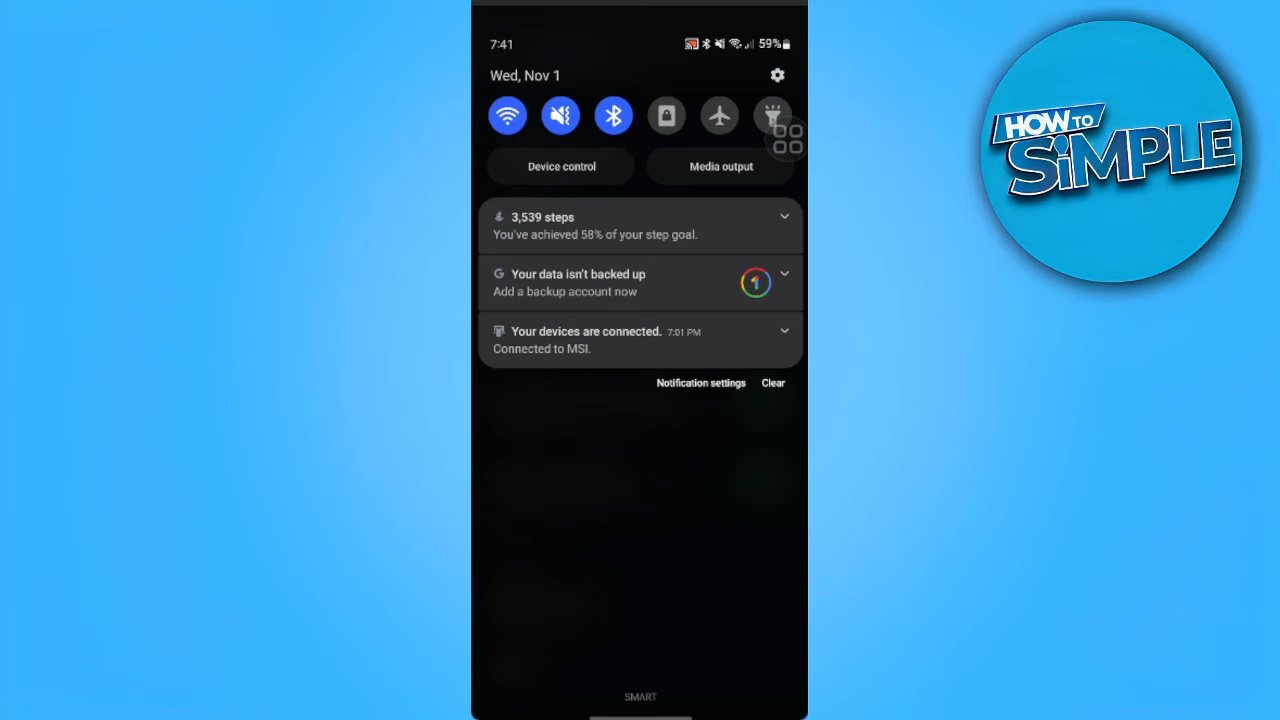 7:41
59%
Wed, Nov 1
Device control
Media output
3,539 steps
You've achieved 58% of your step goal.
Your data isn't backed up
Add a backup account now
Your devices are connected. 7:01 PM
Connected to MSI.
Notification settings
Clear
SMART
HOW TO
SiMPLE